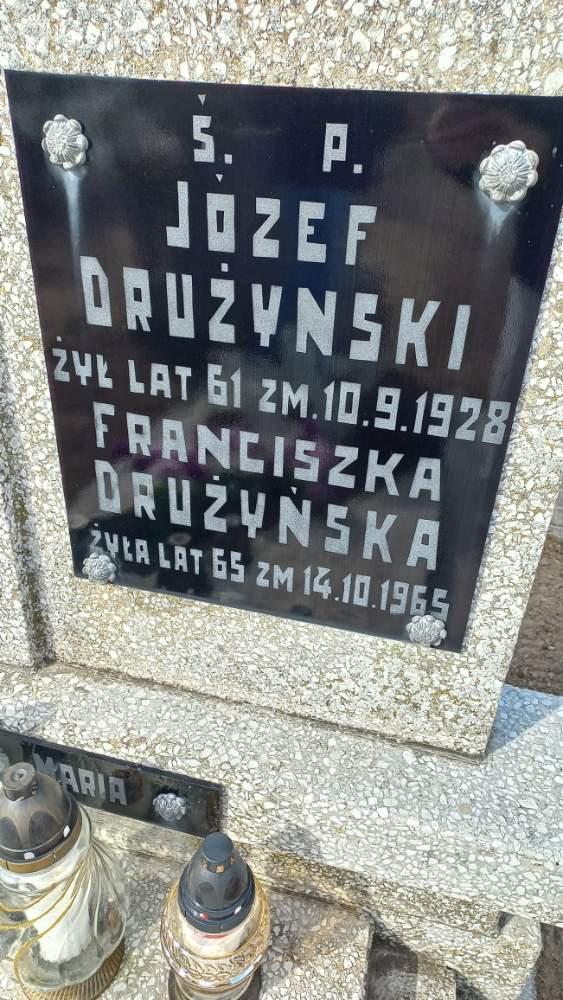 Ś. P.
JÓZEF
DRUŻYNSKI
ŻYŁ LAT 61 ZM.10.9.1928
FRANCISZKA
DRUŻYŃSKA
ŻYŁA LAT 65 ZM 14.10.1965
MARIA